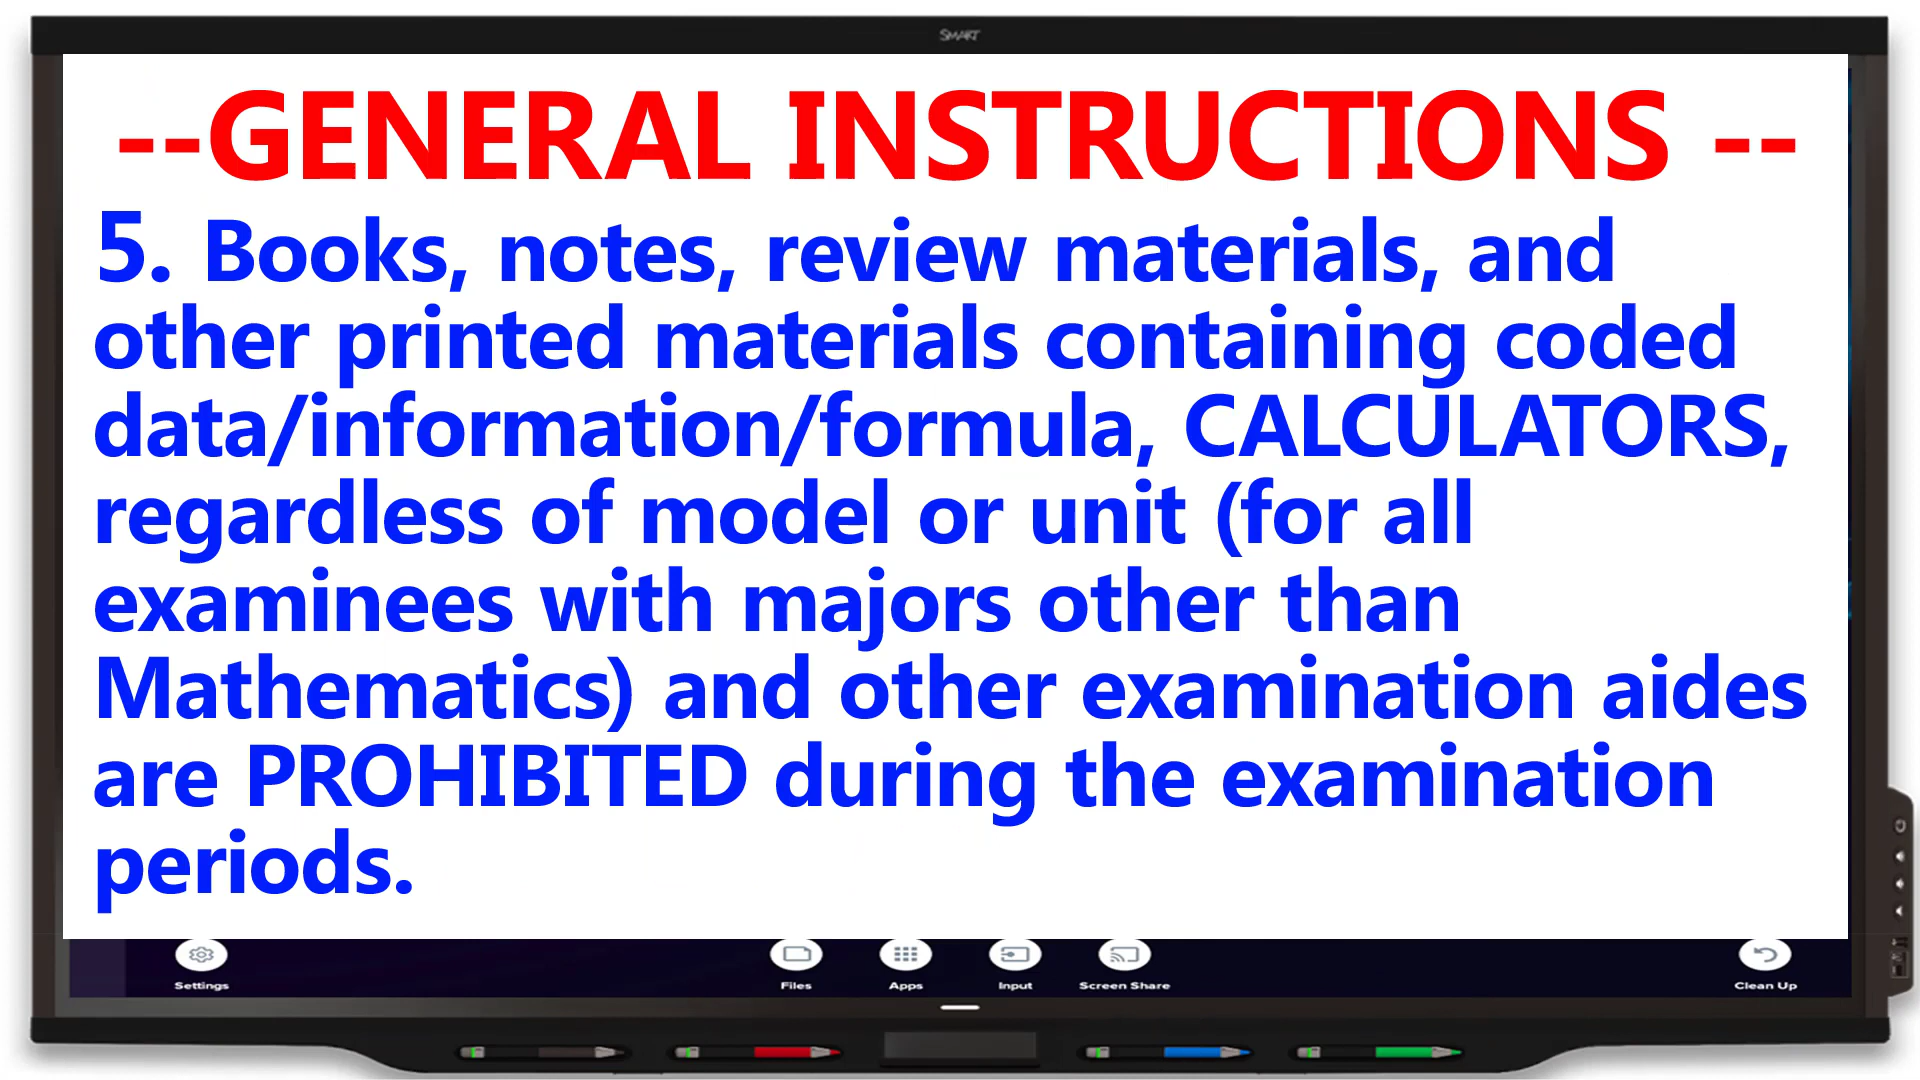 SMART
--GENERAL INSTRUCTIONS --
5. Books, notes, review materials, and
other printed materials containing coded
data/information/formula, CALCULATORS,
regardless of model or unit (for all
examinees with majors other than
Mathematics) and other examination aides
are PROHIBITED during the examination
periods.
Settings
Files
Apps
Input
Screen Share
Clean Up